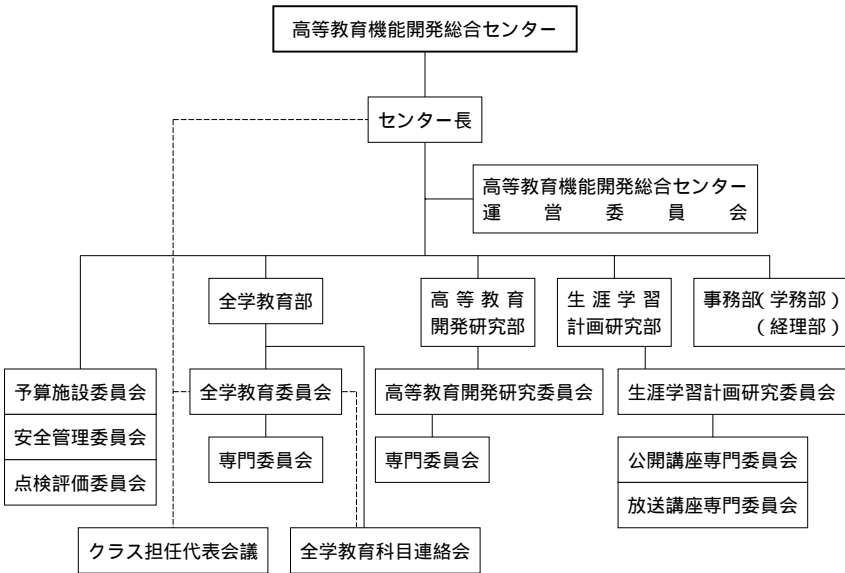 高等教育機能開発総合センター
センター長
高等教育機能開発総合センター
運営委員会
全学教育部
高等教育
開発研究部
生涯学習
計画研究部
事務部(学務部)
(経理部)
予算施設委員会
安全管理委員会
点検評価委員会
全学教育委員会
専門委員会
高等教育開発研究委員会
専門委員会
生涯学習計画研究委員会
公開講座専門委員会
放送講座専門委員会
クラス担任代表会議
全学教育科目連絡会